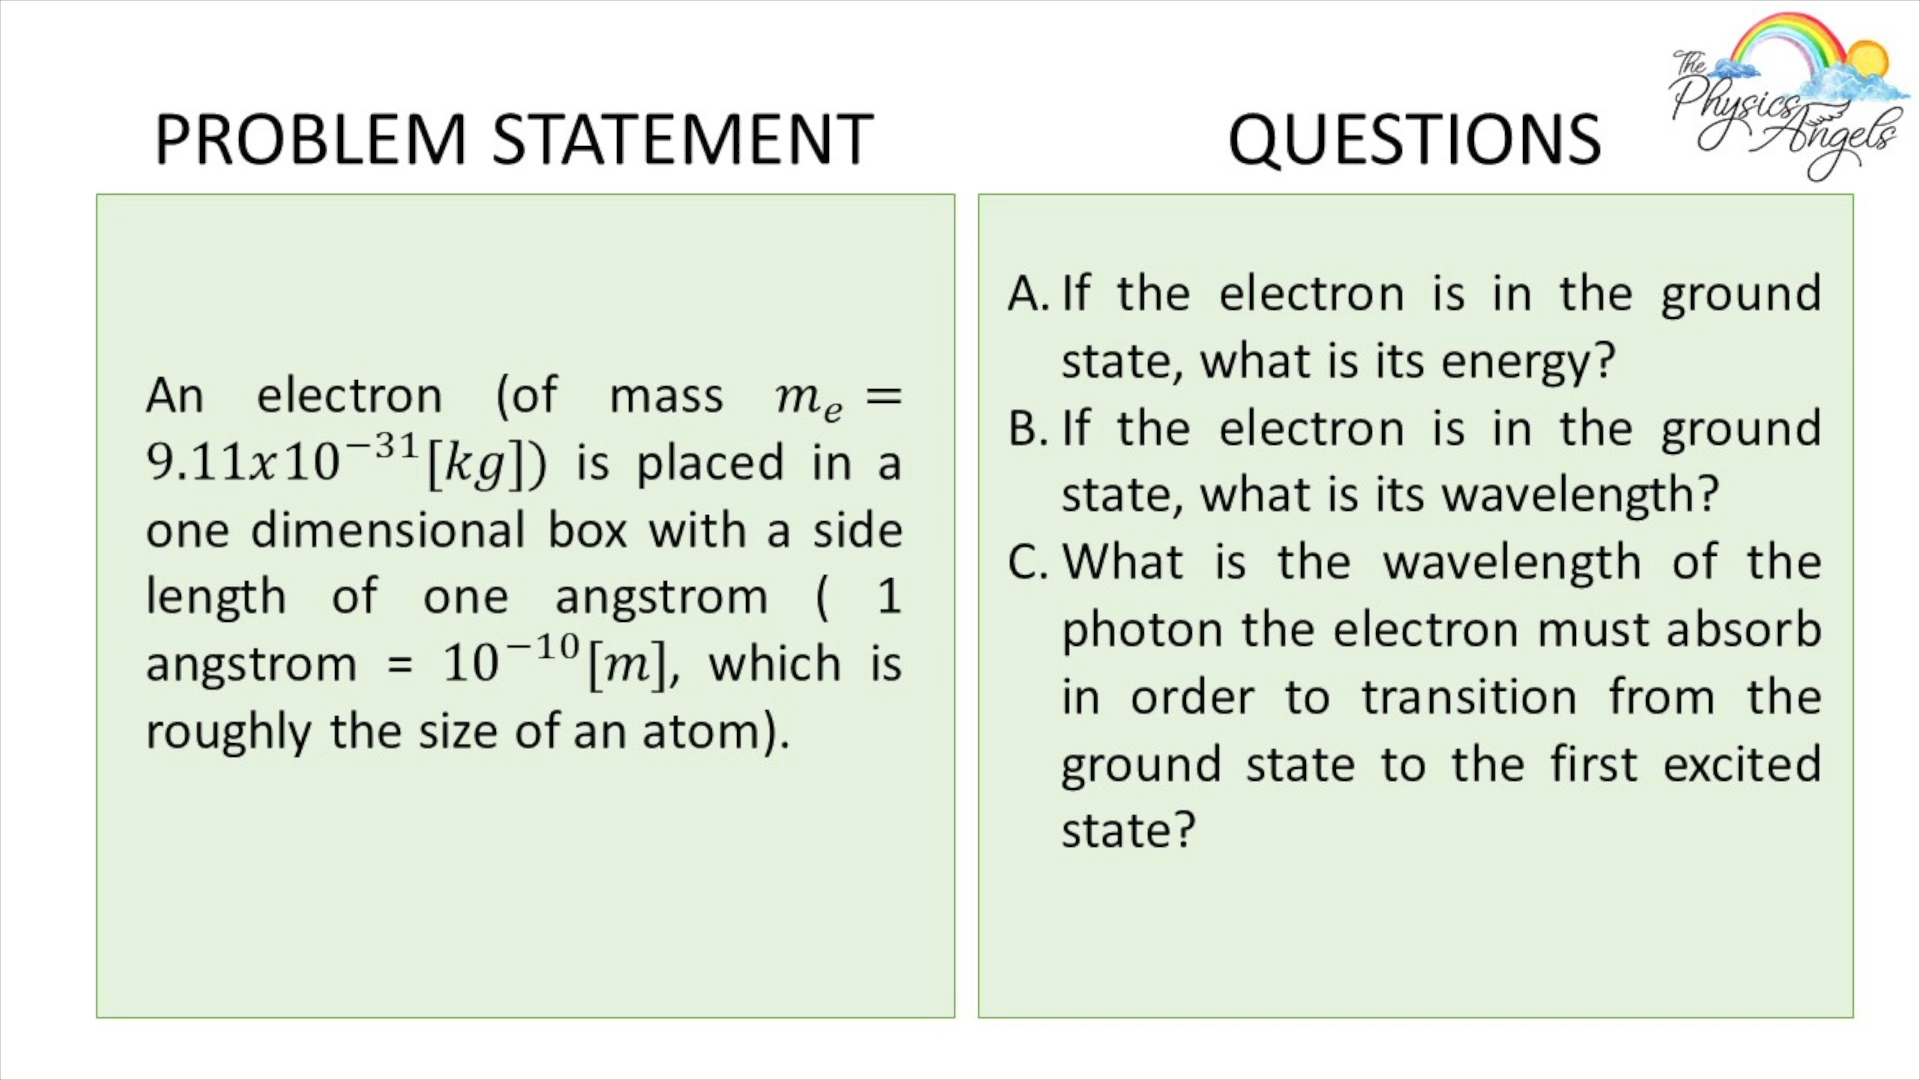 The
Physics
Angels
PROBLEM STATEMENT
An electron (of mass mₑ =
9.11x10⁻³¹[kg]) is placed in a
one dimensional box with a side
length of one angstrom ( 1
angstrom = 10⁻¹⁰[m], which is
roughly the size of an atom).
QUESTIONS
A. If the electron is in the ground
state, what is its energy?
B. If the electron is in the ground
state, what is its wavelength?
C. What is the wavelength of the
photon the electron must absorb
in order to transition from the
ground state to the first excited
state?